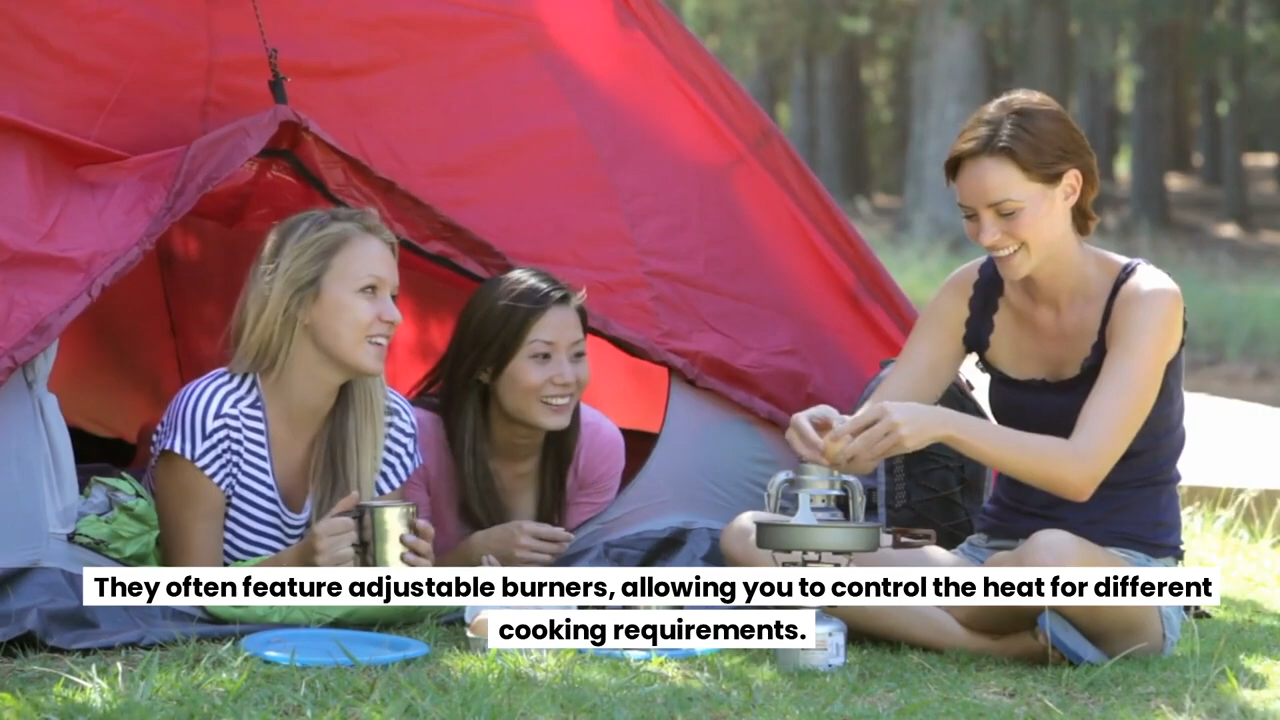 They often feature adjustable burners, allowing you to control the heat for different
cooking requirements.